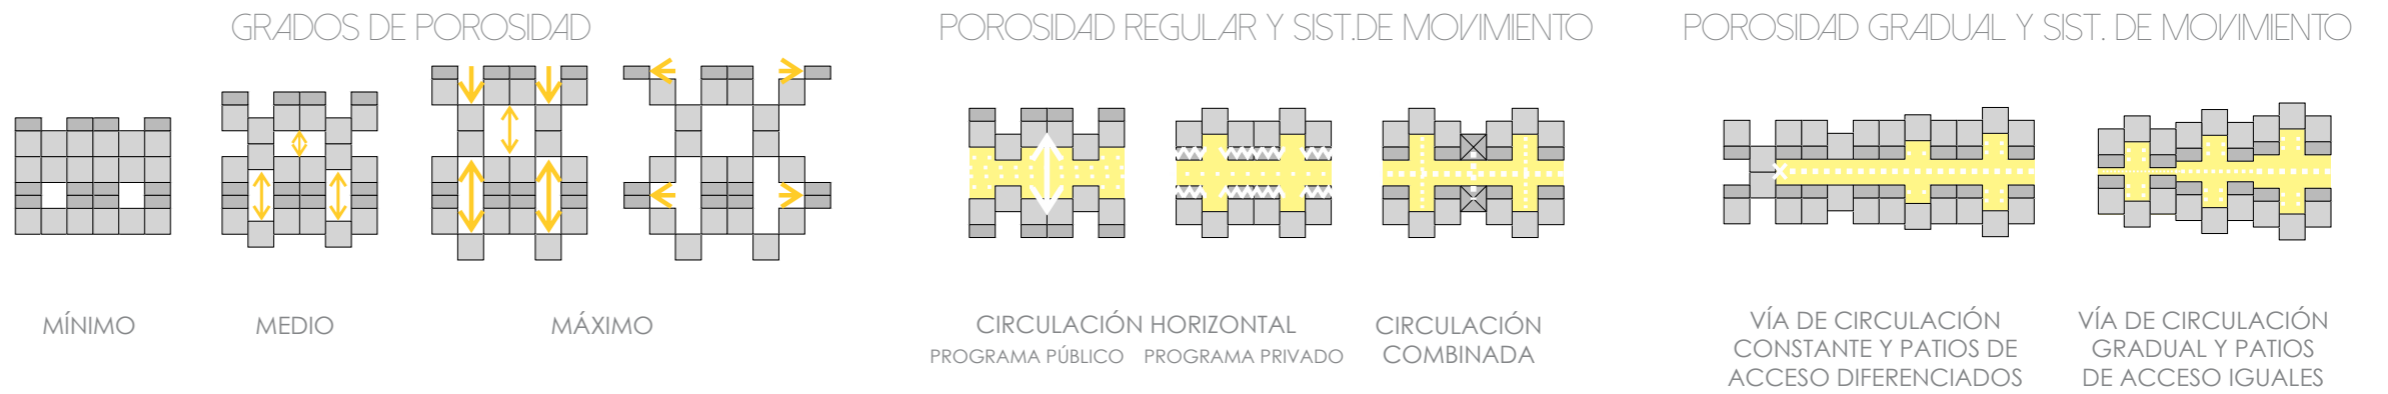 GRADOS DE POROSIDAD
MÍNIMO
MEDIO
MÁXIMO
POROSIDAD REGULAR Y SIST.DE MOVIMIENTO
CIRCULACIÓN HORIZONTAL
PROGRAMA PÚBLICO
PROGRAMA PRIVADO
CIRCULACIÓN
COMBINADA
POROSIDAD GRADUAL Y SIST. DE MOVIMIENTO
VÍA DE CIRCULACIÓN
CONSTANTE Y PATIOS DE
ACCESO DIFERENCIADOS
VÍA DE CIRCULACIÓN
GRADUAL Y PATIOS
DE ACCESO IGUALES